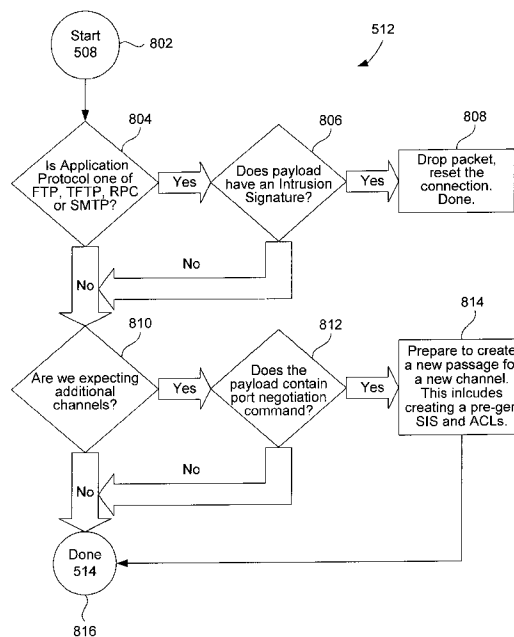 Start
508
802
512
804
806
808
Is Application
Protocol one of
FTP, TFTP, RPC
or SMTP?
Yes
Does payload
have an Intrusion
Signature?
Yes
Drop packet,
reset the
connection.
Done.
No
No
810
812
814
Are we expecting
additional
channels?
Yes
Does the
payload contain
port negotiation
command?
Yes
Prepare to create
a new passage for
a new channel.
This inlcudes
creating a pre-gen
SIS and ACLs.
No
No
Done
514
816